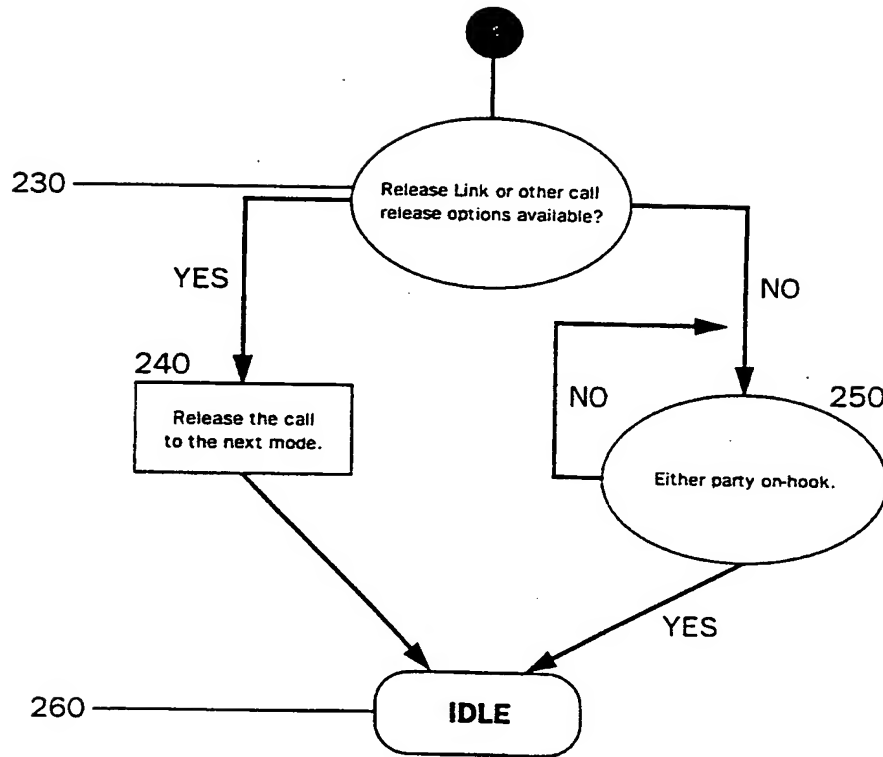 230
Release Link or other call
release options available?
YES
NO
240
Release the call
to the next mode.
NO
250
Either party on-hook.
YES
260
IDLE